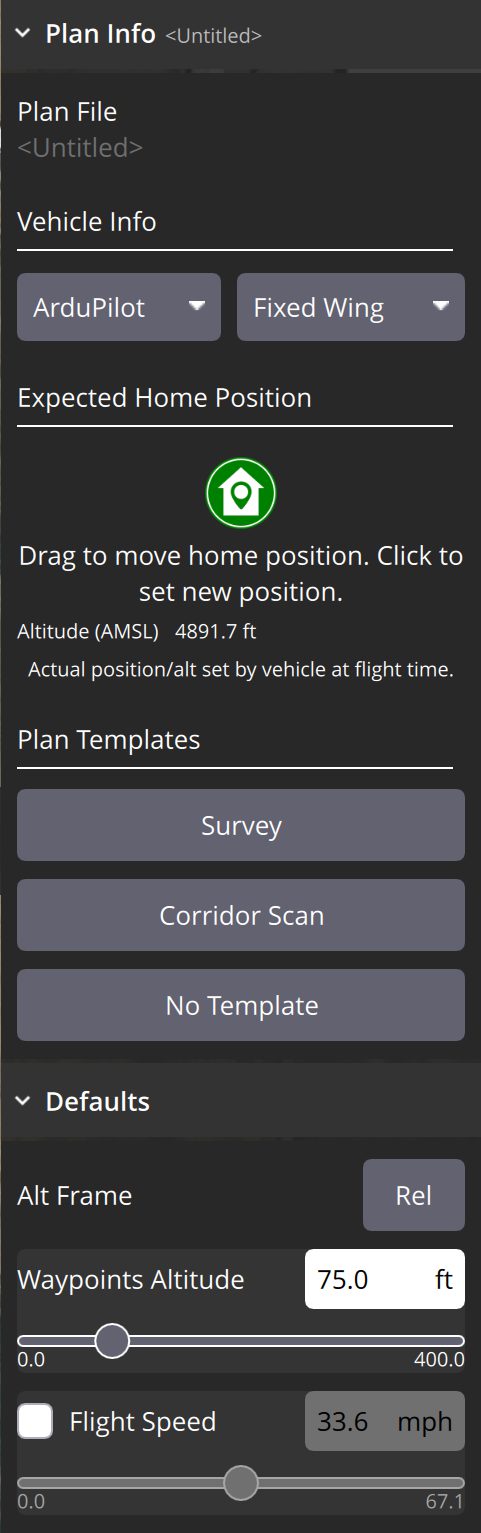 Plan Info <Untitled>
Plan File
<Untitled>
Vehicle Info
ArduPilot Fixed Wing
Expected Home Position
Drag to move home position. Click to
set new position.
Altitude (AMSL) 4891.7 ft
Actual position/alt set by vehicle at flight time.
Plan Templates
Survey
Corridor Scan
No Template
Defaults
Alt Frame Rel
Waypoints Altitude 75.0 ft
0.0 400.0
Flight Speed 33.6 mph
0.0 67.1